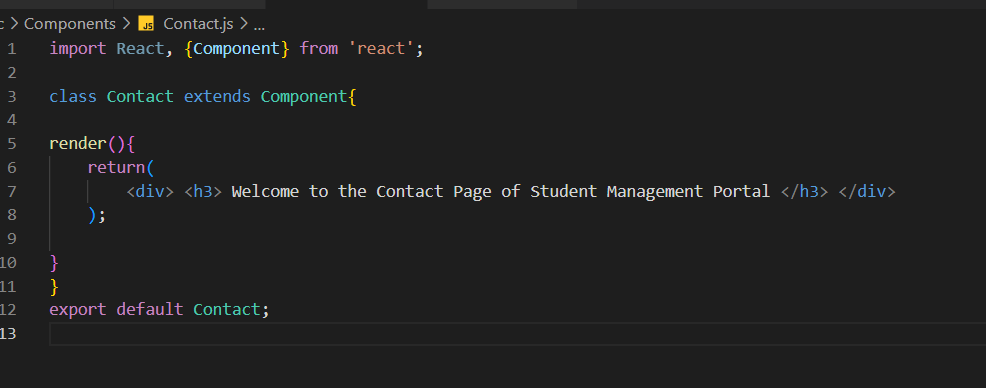 c > Components > JS Contact.js > ...
1 import React, {Component} from 'react';
2
3 class Contact extends Component{
4
5 render(){
6 return(
7 <div> <h3> Welcome to the Contact Page of Student Management Portal </h3> </div>
8 );
9
10 }
11 }
12 export default Contact;
13